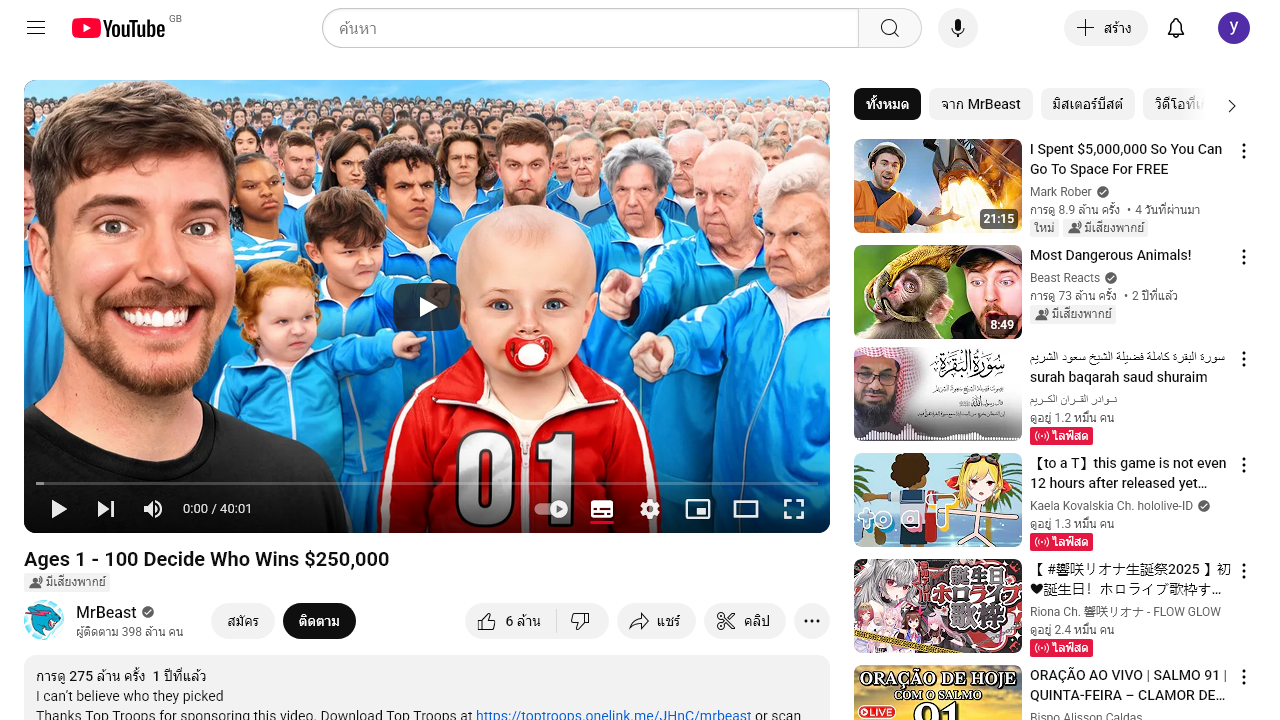 YouTube
GB
ค้นหา
สร้าง
y
01
0:00 / 40:01
Ages 1 - 100 Decide Who Wins $250,000
มีเสียงพากย์
MrBeast
ผู้ติดตาม 398 ล้าน คน
สมัคร
ติดตาม
6 ล้าน
แชร์
คลิป
การดู 275 ล้าน ครั้ง 1 ปีที่แล้ว
I can't believe who they picked
Thanks Top Troops for sponsoring this video. Download Top Troops at https://toptroops.onelink.me/JHnC/mrbeast or scan
ทั้งหมด
จาก MrBeast
มิสเตอร์บีสต์
21:15
I Spent $5,000,000 So You Can
Go To Space For FREE
Mark Rober
การดู 8.9 ล้าน ครั้ง • 4 วันที่ผ่านมา
ใหม่
มีเสียงพากย์
8:49
Most Dangerous Animals!
Beast Reacts
การดู 73 ล้าน ครั้ง • 2 ปีที่แล้ว
มีเสียงพากย์
سورة البقرة
سورة البقرة كاملة فضيلة الشيخ سعود الشريم
surah baqarah saud shuraim
نوادر القران الكريم
ดูอยู่ 1.2 หมื่น คน
ไลฟ์สด
to a T
【to a T】this game is not even
12 hours after released yet…
Kaela Kovalskia Ch. hololive-ID
ดูอยู่ 1.3 หมื่น คน
ไลฟ์สด
誕生日
ホロライブ
歌枠
【 #響咲リオナ生誕祭2025 】初
❤誕生日！ホロライブ歌枠す…
Riona Ch. 響咲リオナ - FLOW GLOW
ดูอยู่ 2.4 หมื่น คน
ไลฟ์สด
ORAÇÃO DE HOJE
COM O SALMO
LIVE
91
ORAÇÃO AO VIVO | SALMO 91 |
QUINTA-FEIRA – CLAMOR DE…
Bispo Alisson Caldas